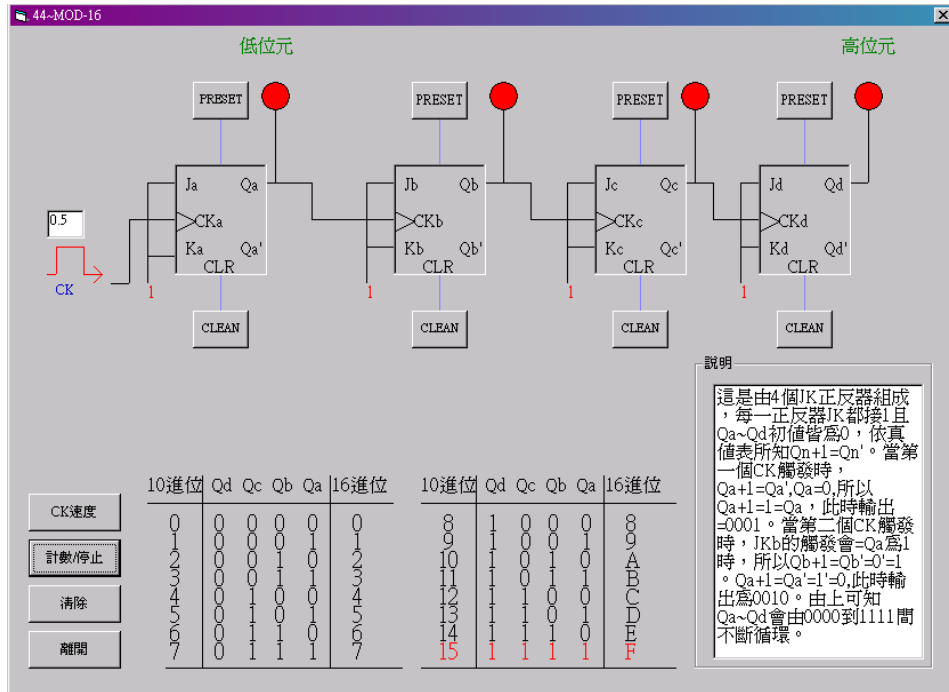 44~MOD-16
低位元 高位元
PRESET PRESET PRESET PRESET
Ja Qa Jb Qb Jc Qc Jd Qd
0.5 CKa CKb CKc CKd
Ka Qa' Kb Qb' Kc Qc' Kd Qd'
CLR CLR CLR CLR
CK 1 1 1 1
CLEAN CLEAN CLEAN CLEAN
說明
這是由4個JK正反器組成
，每一正反器JK都接1且
Qa~Qd初值皆為0，依真
值表所知Qn+1=Qn'。當第
一個CK觸發時，
Qa+1=Qa',Qa=0,所以
Qa+1=1=Qa，此時輸出
=0001。當第二個CK觸發
時，JKb的觸發會=Qa為1
時，所以Qb+1=Qb'=0'=1
。Qa+1=Qa'=1'=0,此時輸
出為0010。由上可知
Qa~Qd會由0000到1111間
不斷循環。
CK速度
計數/停止
清除
離開
10進位 Qd Qc Qb Qa 16進位
0 0 0 0 0 0
1 0 0 0 1 1
2 0 0 1 0 2
3 0 0 1 1 3
4 0 1 0 0 4
5 0 1 0 1 5
6 0 1 1 0 6
7 0 1 1 1 7
10進位 Qd Qc Qb Qa 16進位
8 1 0 0 0 8
9 1 0 0 1 9
10 1 0 1 0 A
11 1 0 1 1 B
12 1 1 0 0 C
13 1 1 0 1 D
14 1 1 1 0 E
15 1 1 1 1 F